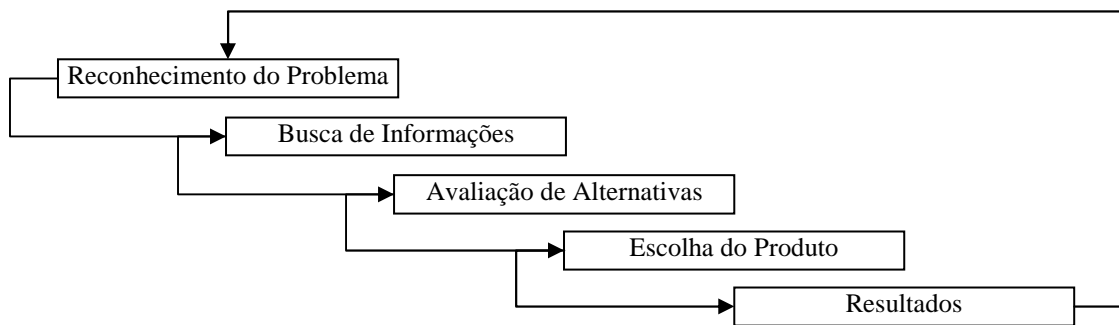 Reconhecimento do Problema
Busca de Informações
Avaliação de Alternativas
Escolha do Produto
Resultados